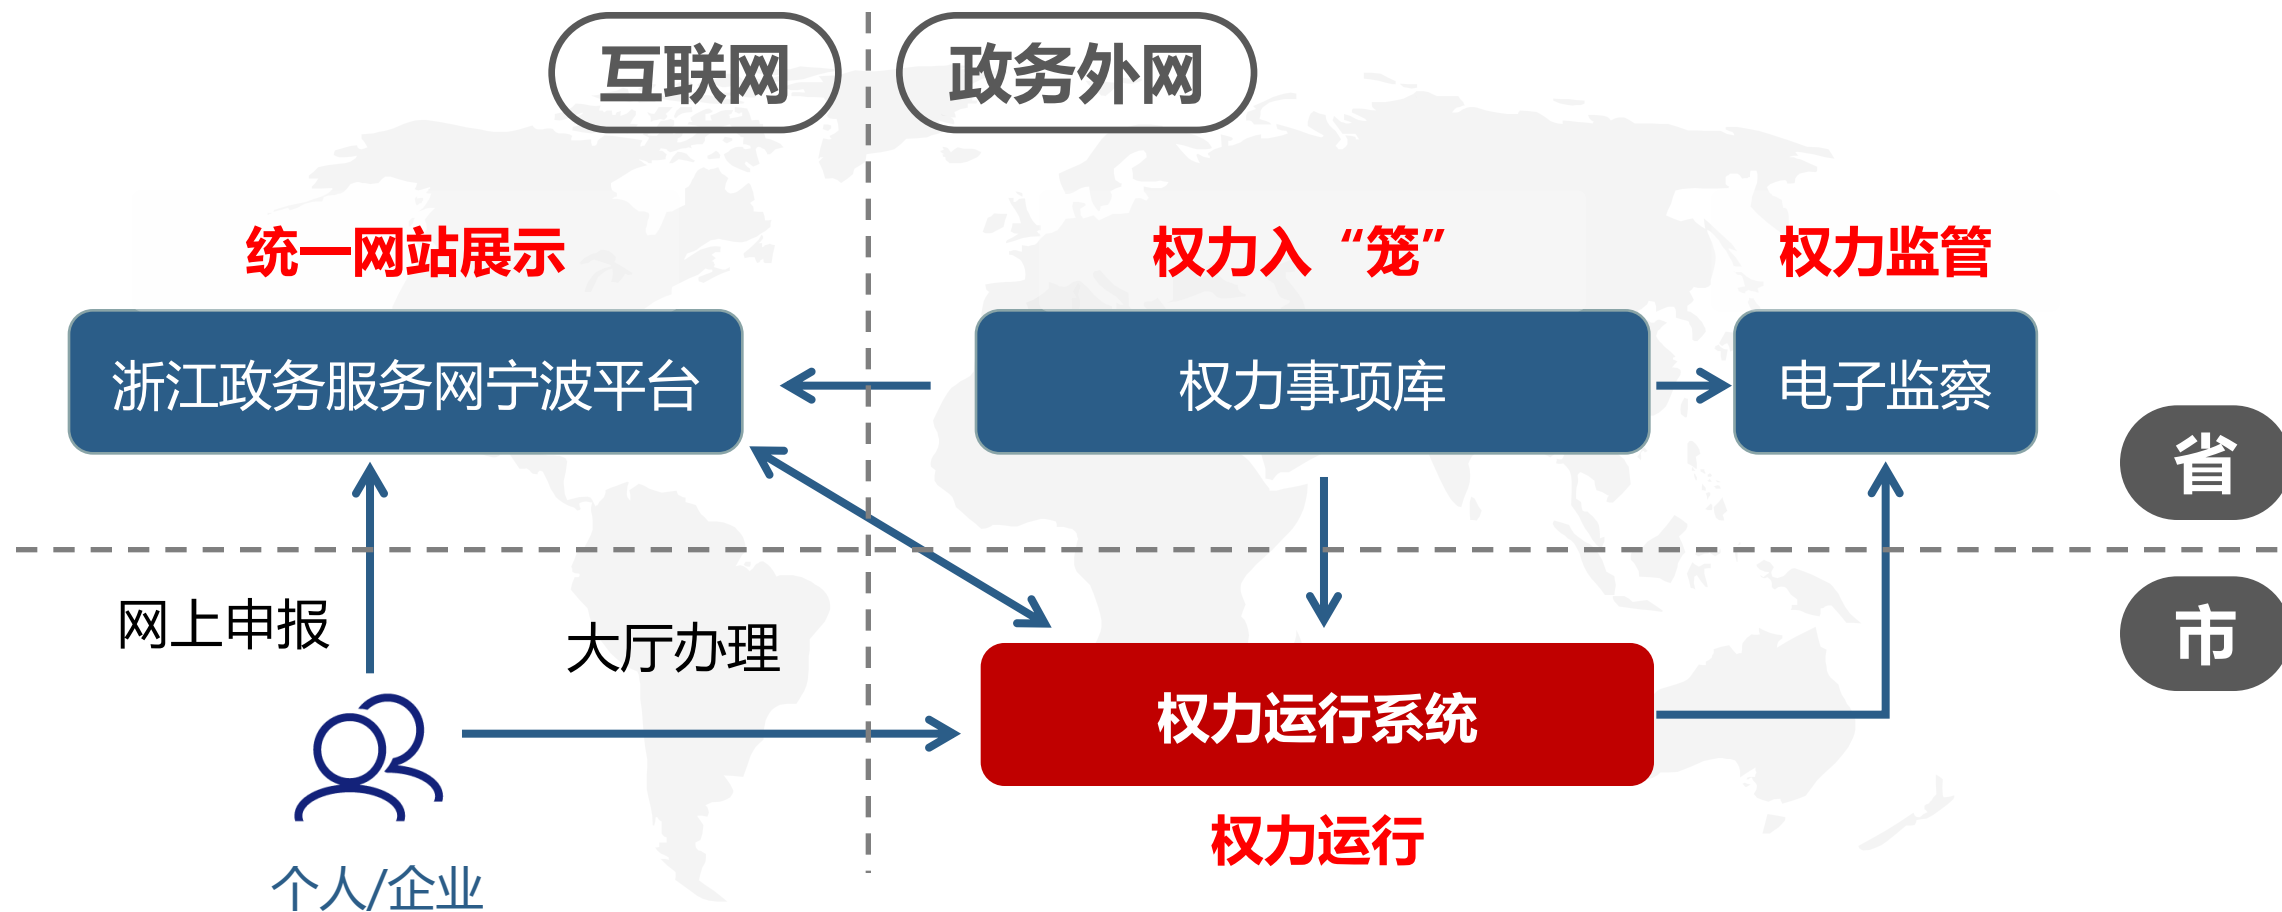 互联网
政务外网
统一网站展示
权力入“笼”
权力监管
浙江政务服务网宁波平台
权力事项库
电子监察
省
网上申报
大厅办理
市
权力运行系统
权力运行
个人/企业